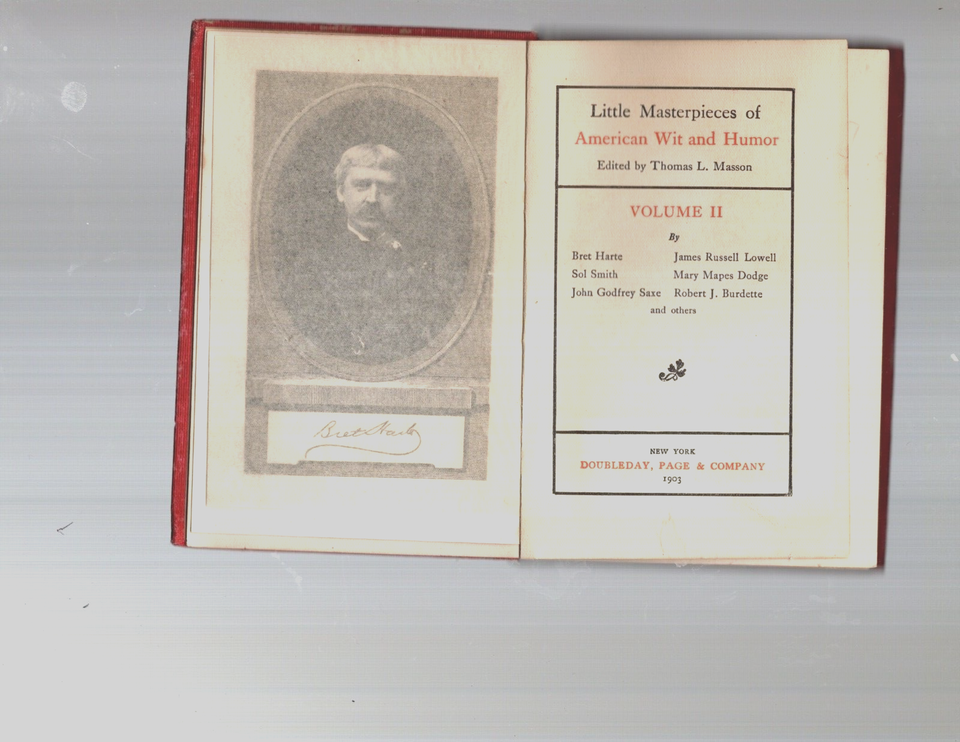 Bret Harte
Little Masterpieces of
American Wit and Humor
Edited by Thomas L. Masson
VOLUME II
By
Bret Harte James Russell Lowell
Sol Smith Mary Mapes Dodge
John Godfrey Saxe Robert J. Burdette
and others
NEW YORK
DOUBLEDAY, PAGE & COMPANY
1903